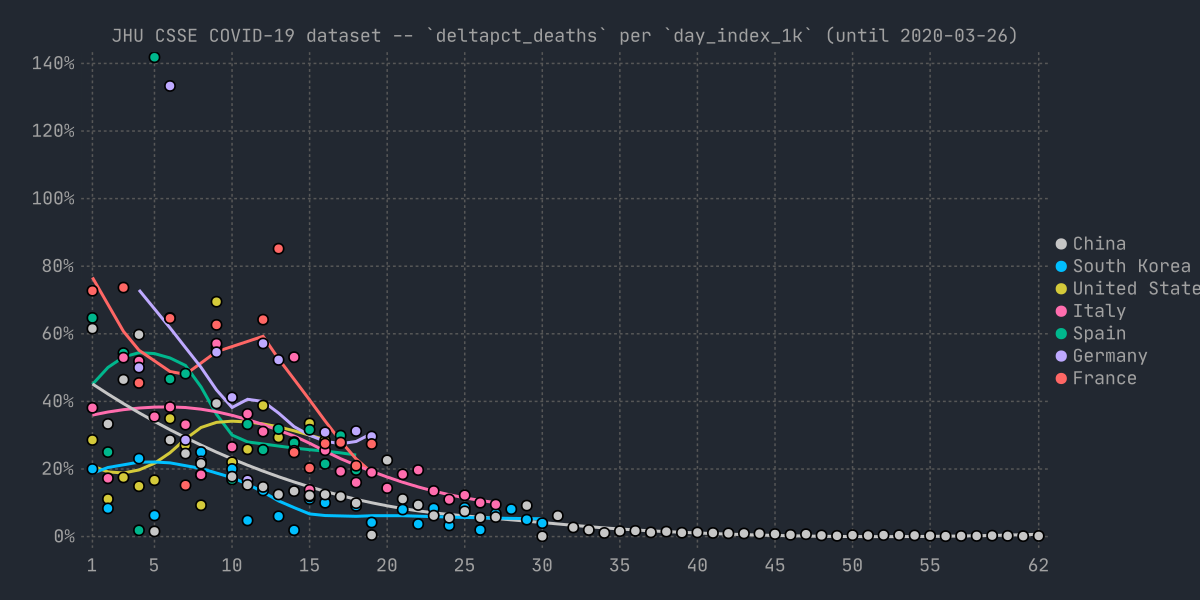 JHU CSSE COVID-19 dataset -- `deltapct_deaths` per `day_index_1k` (until 2020-03-26)
140%
120%
100%
80%
60%
40%
20%
0%
1 5 10 15 20 25 30 35 40 45 50 55 62
China
South Korea
United State
Italy
Spain
Germany
France